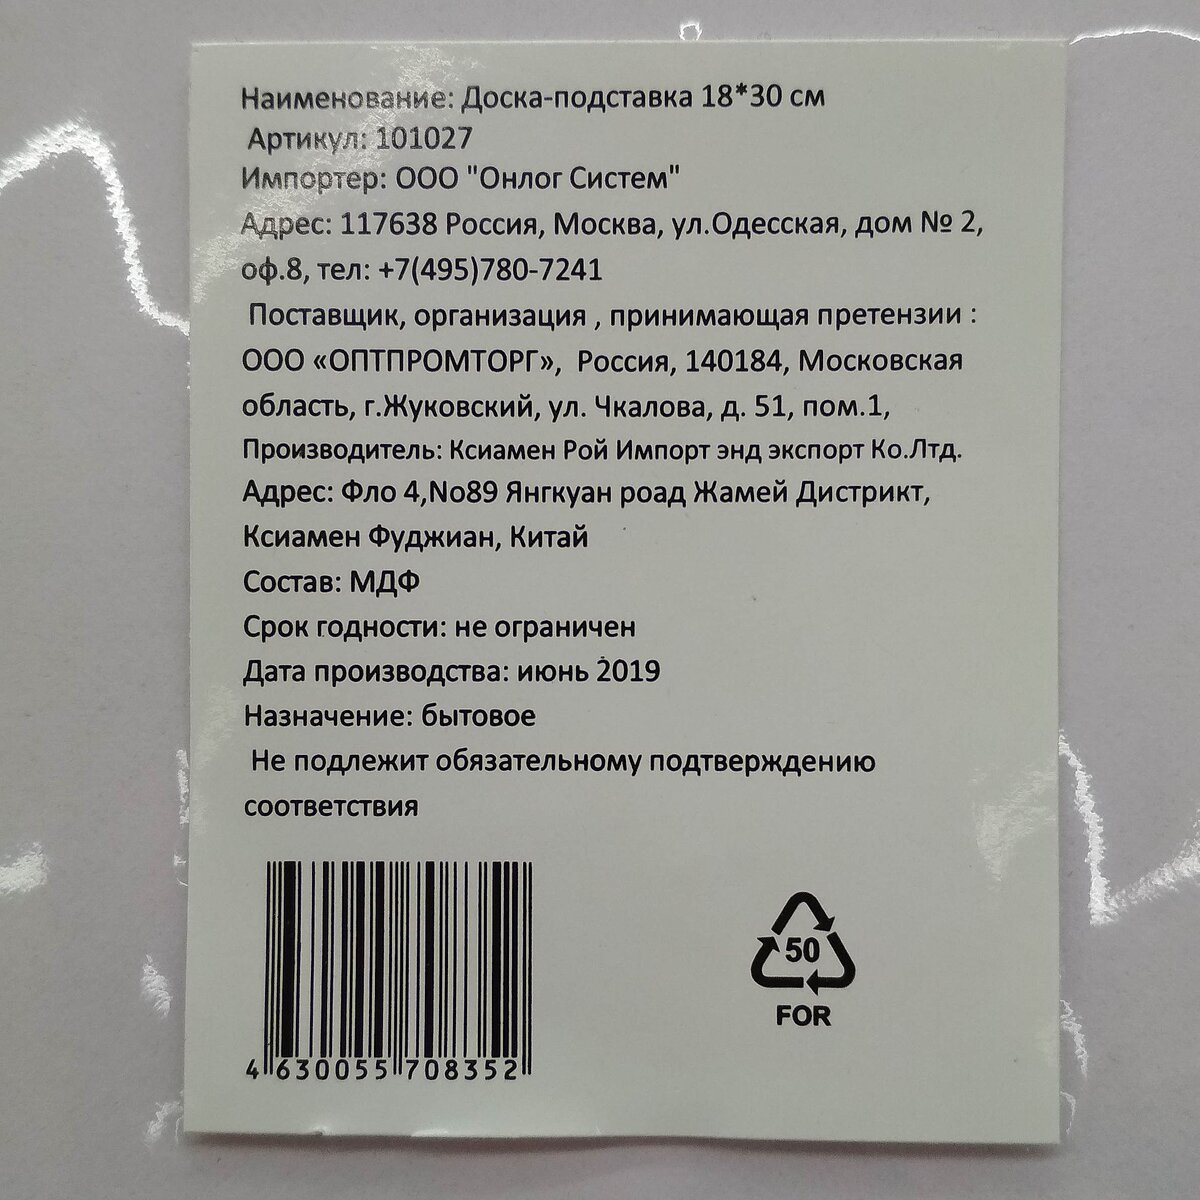 Наименование: Доска-подставка 18*30 см
Артикул: 101027
Импортер: ООО "Онлог Систем"
Адрес: 117638 Россия, Москва, ул.Одесская, дом № 2,
оф.8, тел: +7(495)780-7241
Поставщик, организация , принимающая претензии :
ООО «ОПТПРОМТОРГ», Россия, 140184, Московская
область, г.Жуковский, ул. Чкалова, д. 51, пом.1,
Производитель: Ксиамен Рой Импорт энд экспорт Ко.Лтд.
Адрес: Фло 4,No89 Янгкуан роад Жамей Дистрикт,
Ксиамен Фуджиан, Китай
Состав: МДФ
Срок годности: не ограничен
Дата производства: июнь 2019
Назначение: бытовое
Не подлежит обязательному подтверждению
соответствия
50
FOR
4 630055 708352